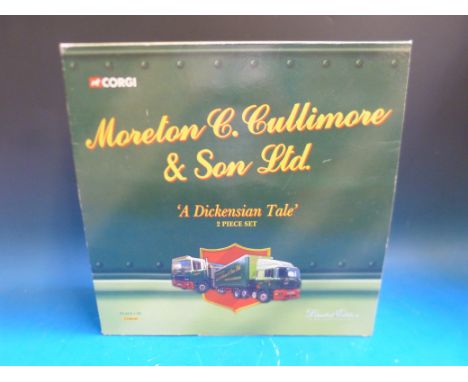 CORGI
Moreton C. Cullimore
& Son Ltd.
'A Dickensian Tale'
2 PIECE SET
Limited Edition